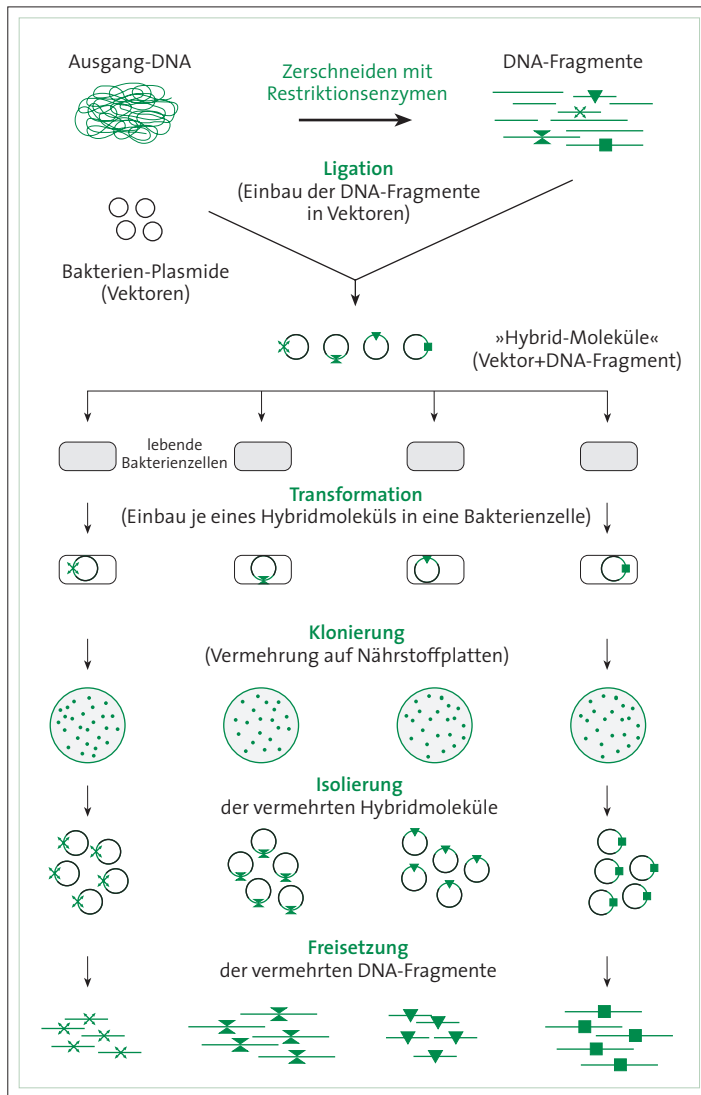 Ausgang-DNA
Zerschneiden mit
Restriktionsenzymen
DNA-Fragmente
Ligation
(Einbau der DNA-Fragmente
in Vektoren)
Bakterien-Plasmide
(Vektoren)
»Hybrid-Moleküle«
(Vektor+DNA-Fragment)
lebende
Bakterienzellen
Transformation
(Einbau je eines Hybridmoleküls in eine Bakterienzelle)
Klonierung
(Vermehrung auf Nährstoffplatten)
Isolierung
der vermehrten Hybridmoleküle
Freisetzung
der vermehrten DNA-Fragmente